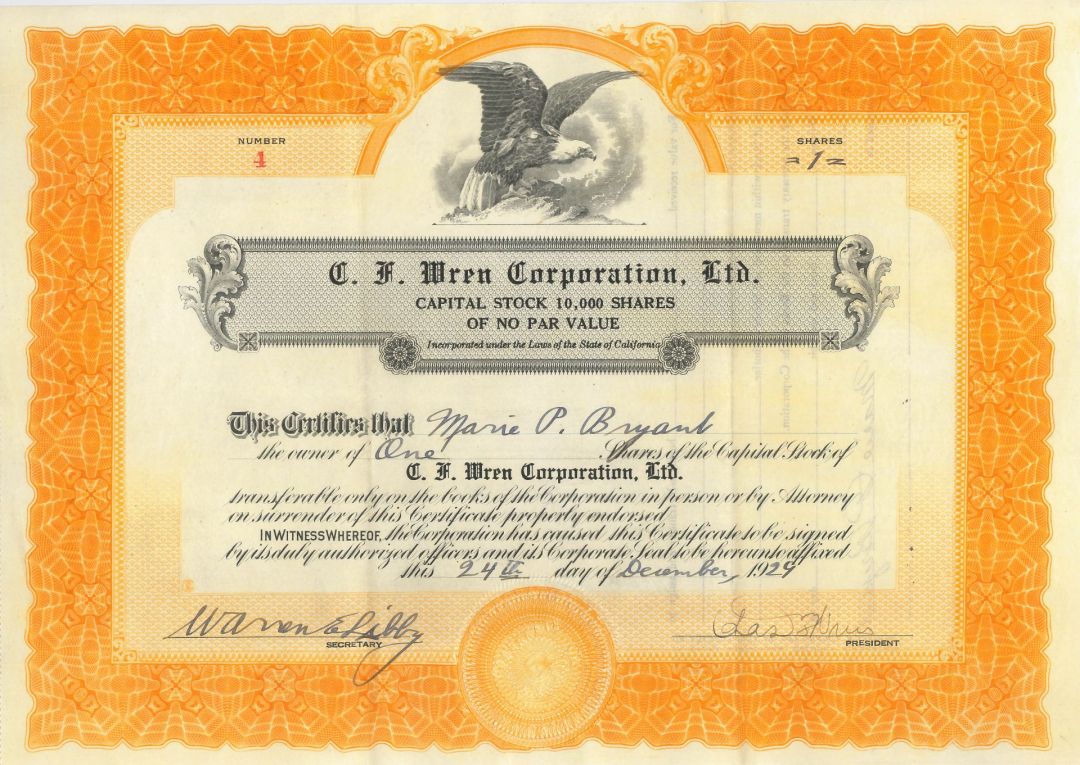 NUMBER
4
SHARES
=1=
C. F. Wren Corporation, Ltd.
CAPITAL STOCK 10,000 SHARES
OF NO PAR VALUE
Incorporated under the Laws of the State of California
This Certifies that Marie P. Bryant
the owner of One Shares of the Capital Stock of
C. F. Wren Corporation, Ltd.
transferable only on the books of the Corporation in person or by Attorney
on surrender of this Certificate properly endorsed
IN WITNESS WHEREOF, the Corporation has caused this Certificate to be signed
by its duly authorized officers and its Corporate Seal to be hereunto affixed
this 24th day of December, 1929
Warren E Libby
SECRETARY
Chas F Wren
PRESIDENT